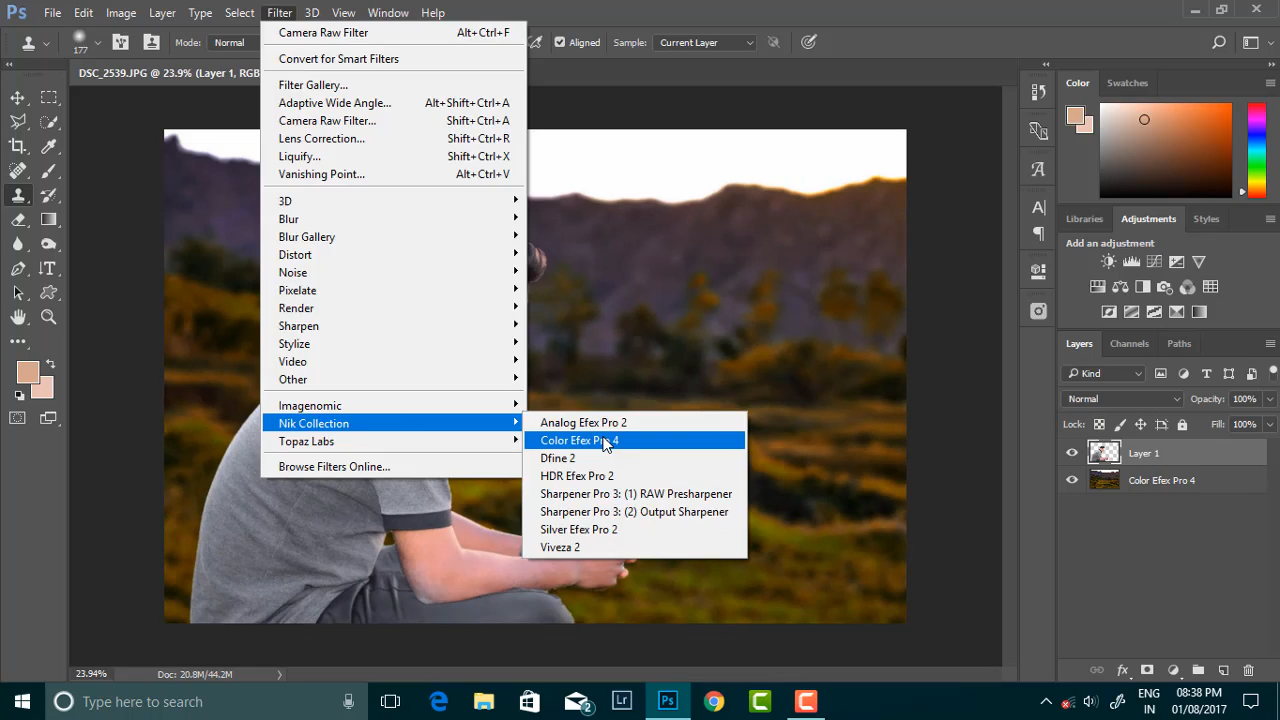 Ps File Edit Image Layer Type Select Filter 3D View Window Help
177 Mode: Normal Aligned Sample: Current Layer
DSC_2539.JPG @ 23.9% (Layer 1, RGB
Camera Raw Filter Alt+Ctrl+F
Convert for Smart Filters
Filter Gallery...
Adaptive Wide Angle... Alt+Shift+Ctrl+A
Camera Raw Filter... Shift+Ctrl+A
Lens Correction... Shift+Ctrl+R
Liquify... Shift+Ctrl+X
Vanishing Point... Alt+Ctrl+V
3D
Blur
Blur Gallery
Distort
Noise
Pixelate
Render
Sharpen
Stylize
Video
Other
Imagenomic
Nik Collection
Topaz Labs
Browse Filters Online...
Analog Efex Pro 2
Color Efex Pro 4
Dfine 2
HDR Efex Pro 2
Sharpener Pro 3: (1) RAW Presharpener
Sharpener Pro 3: (2) Output Sharpener
Silver Efex Pro 2
Viveza 2
Color Swatches
Libraries Adjustments Styles
Add an adjustment
Layers Channels Paths
Kind
Normal Opacity: 100%
Lock: Fill: 100%
Layer 1
Color Efex Pro 4
23.94% Doc: 20.8M/44.2M
Type here to search
2
Lr
Ps
C
C
ENG
IN
08:38 PM
01/08/2017